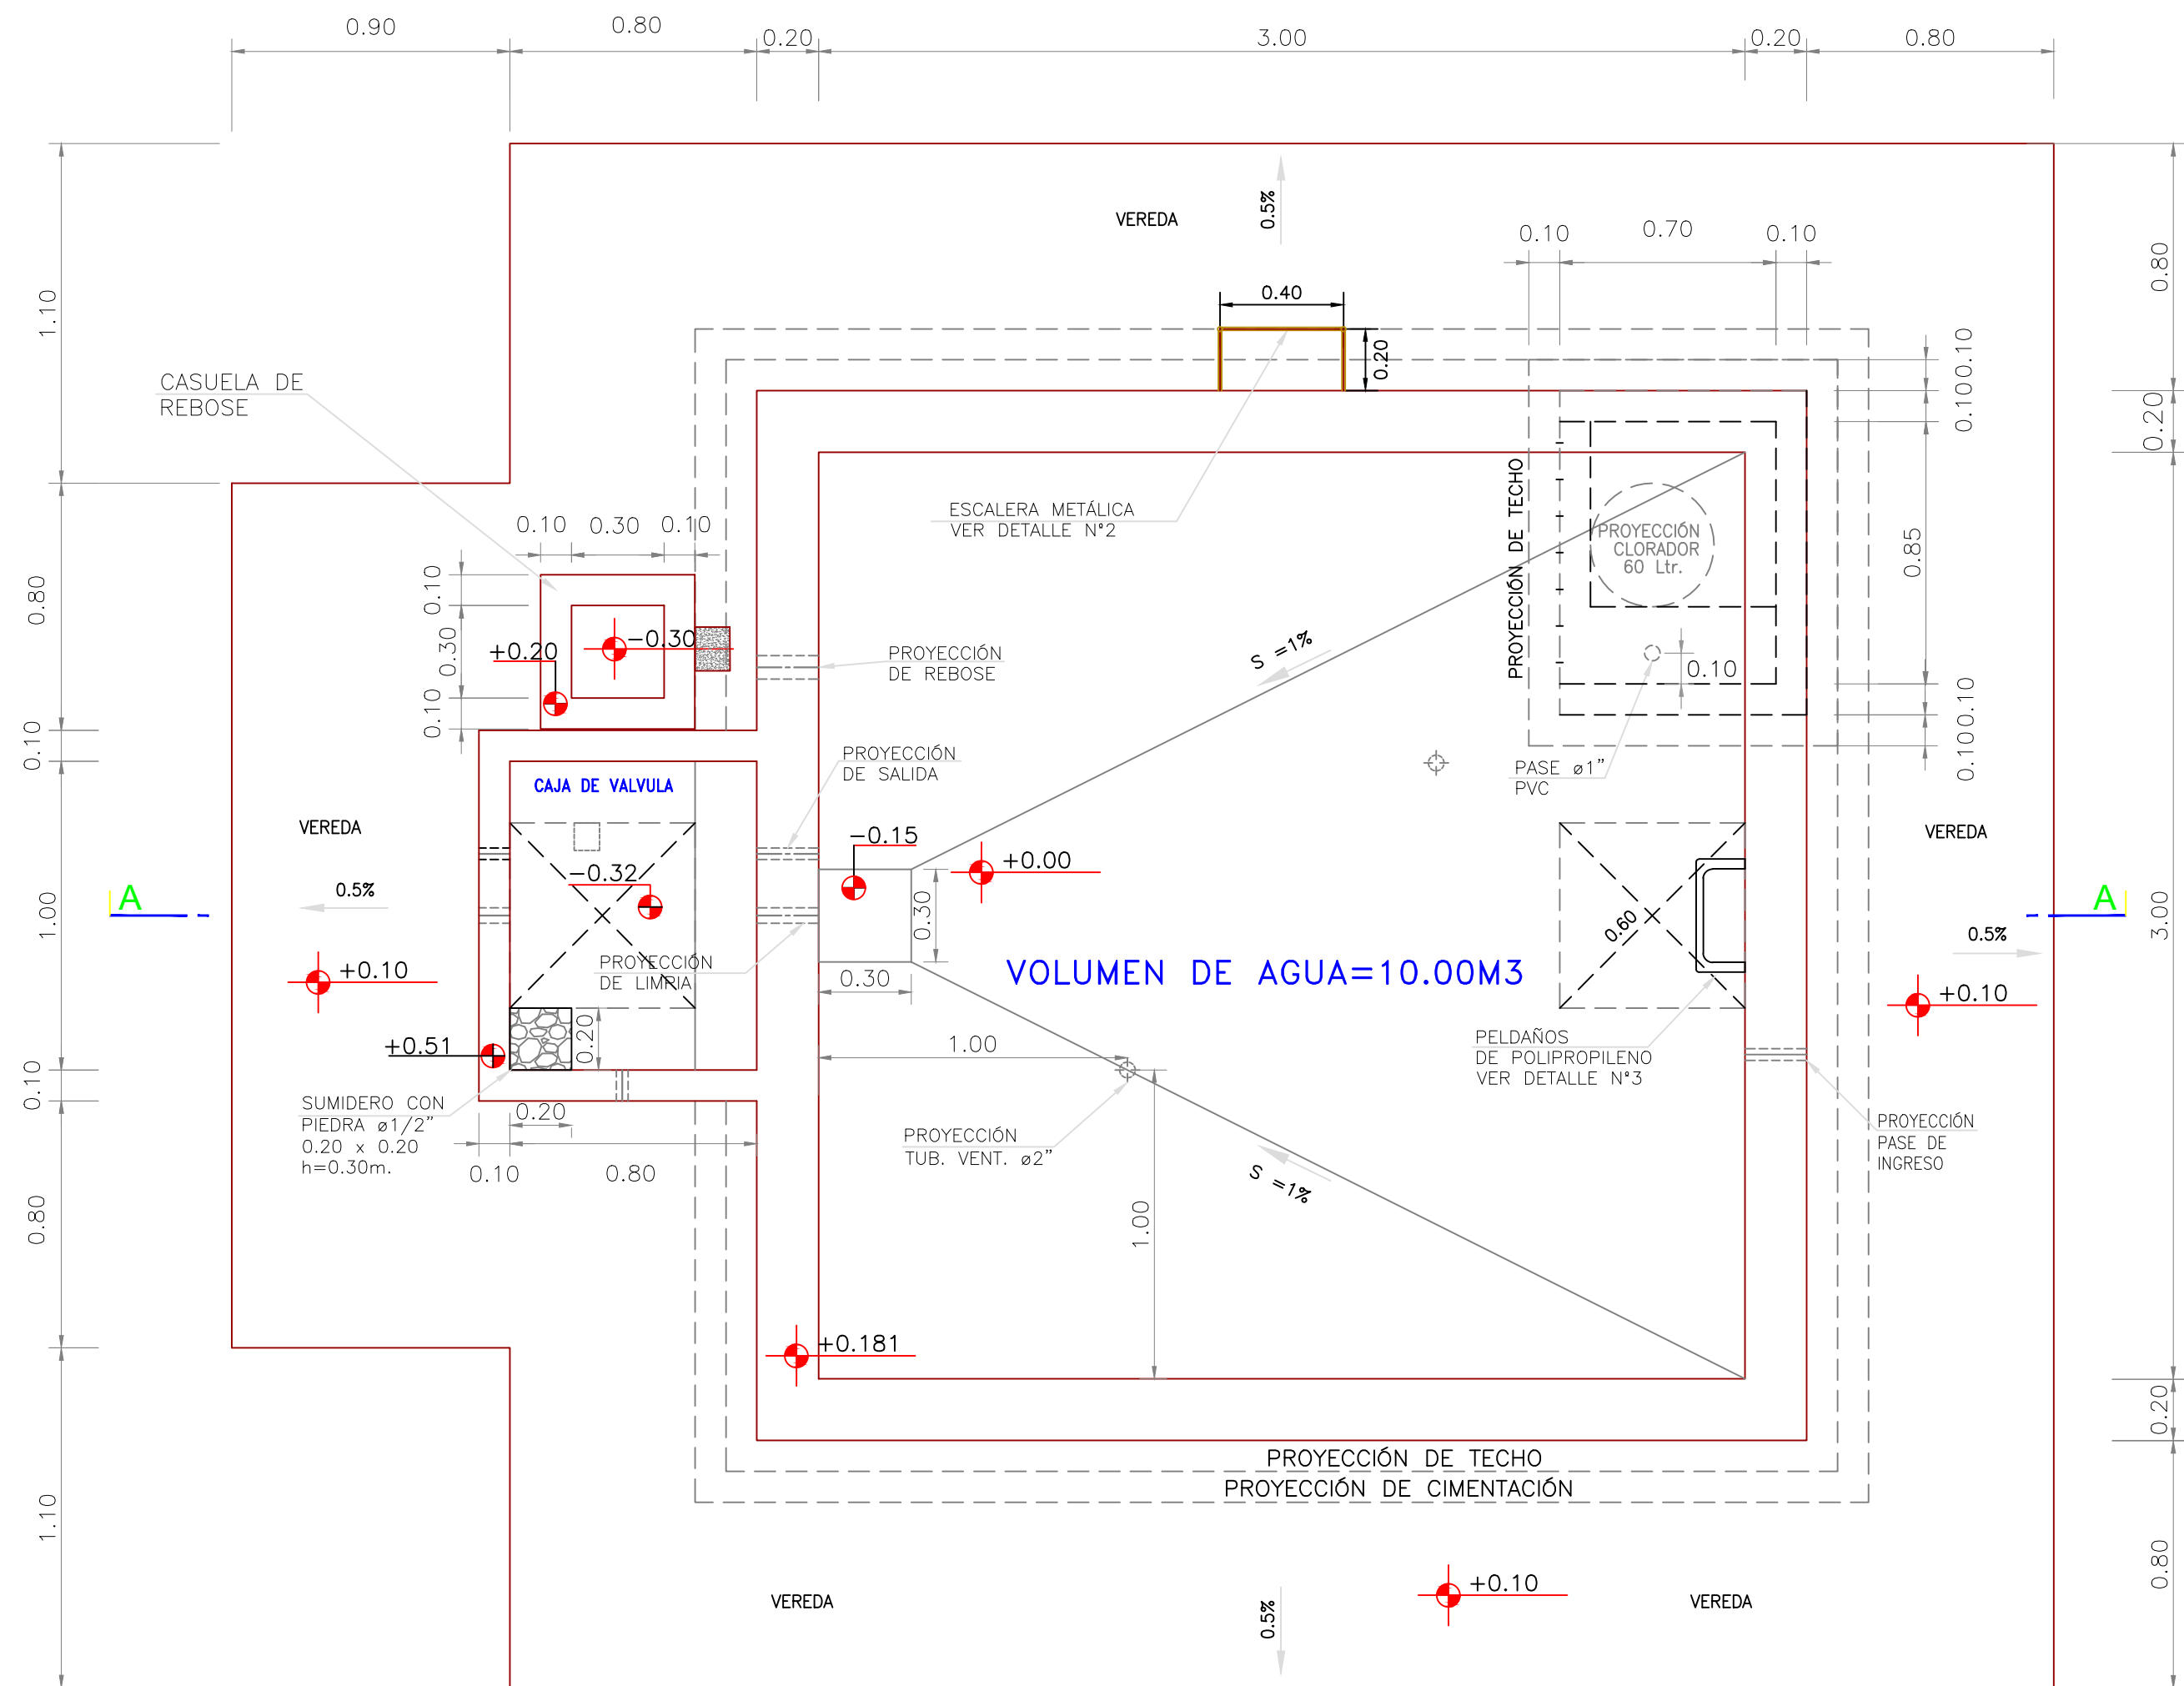 0.90
0.80
0.20
3.00
0.20
0.80
VEREDA
0.5%
0.10
0.70
0.10
0.80
1.10
0.40
0.20
0.10
0.10
0.20
CASUELA DE
REBOSE
ESCALERA METÁLICA
VER DETALLE N°2
PROYECCIÓN DE TECHO
PROYECCIÓN
CLORADOR
60 Ltr.
0.85
0.10
0.30
0.10
0.10
0.30
0.10
0.80
+0.20
-0.30
PROYECCIÓN
DE REBOSE
S =1%
0.10
0.10
0.10
0.10
PROYECCIÓN
DE SALIDA
PASE ø1"
PVC
CAJA DE VALVULA
VEREDA
VEREDA
-0.15
+0.00
-0.32
0.5%
A
A
1.00
0.30
0.60
3.00
0.5%
PROYECCIÓN
DE LIMPIA
VOLUMEN DE AGUA=10.00M3
+0.10
0.30
+0.10
+0.51
0.20
1.00
PELDAÑOS
DE POLIPROPILENO
VER DETALLE N°3
0.10
SUMIDERO CON
PIEDRA ø1/2"
0.20 x 0.20
h=0.30m.
0.20
0.10
0.80
PROYECCIÓN
TUB. VENT. ø2"
PROYECCIÓN
PASE DE
INGRESO
S =1%
0.80
1.00
+0.181
0.20
PROYECCIÓN DE TECHO
PROYECCIÓN DE CIMENTACIÓN
1.10
0.80
+0.10
VEREDA
0.5%
VEREDA